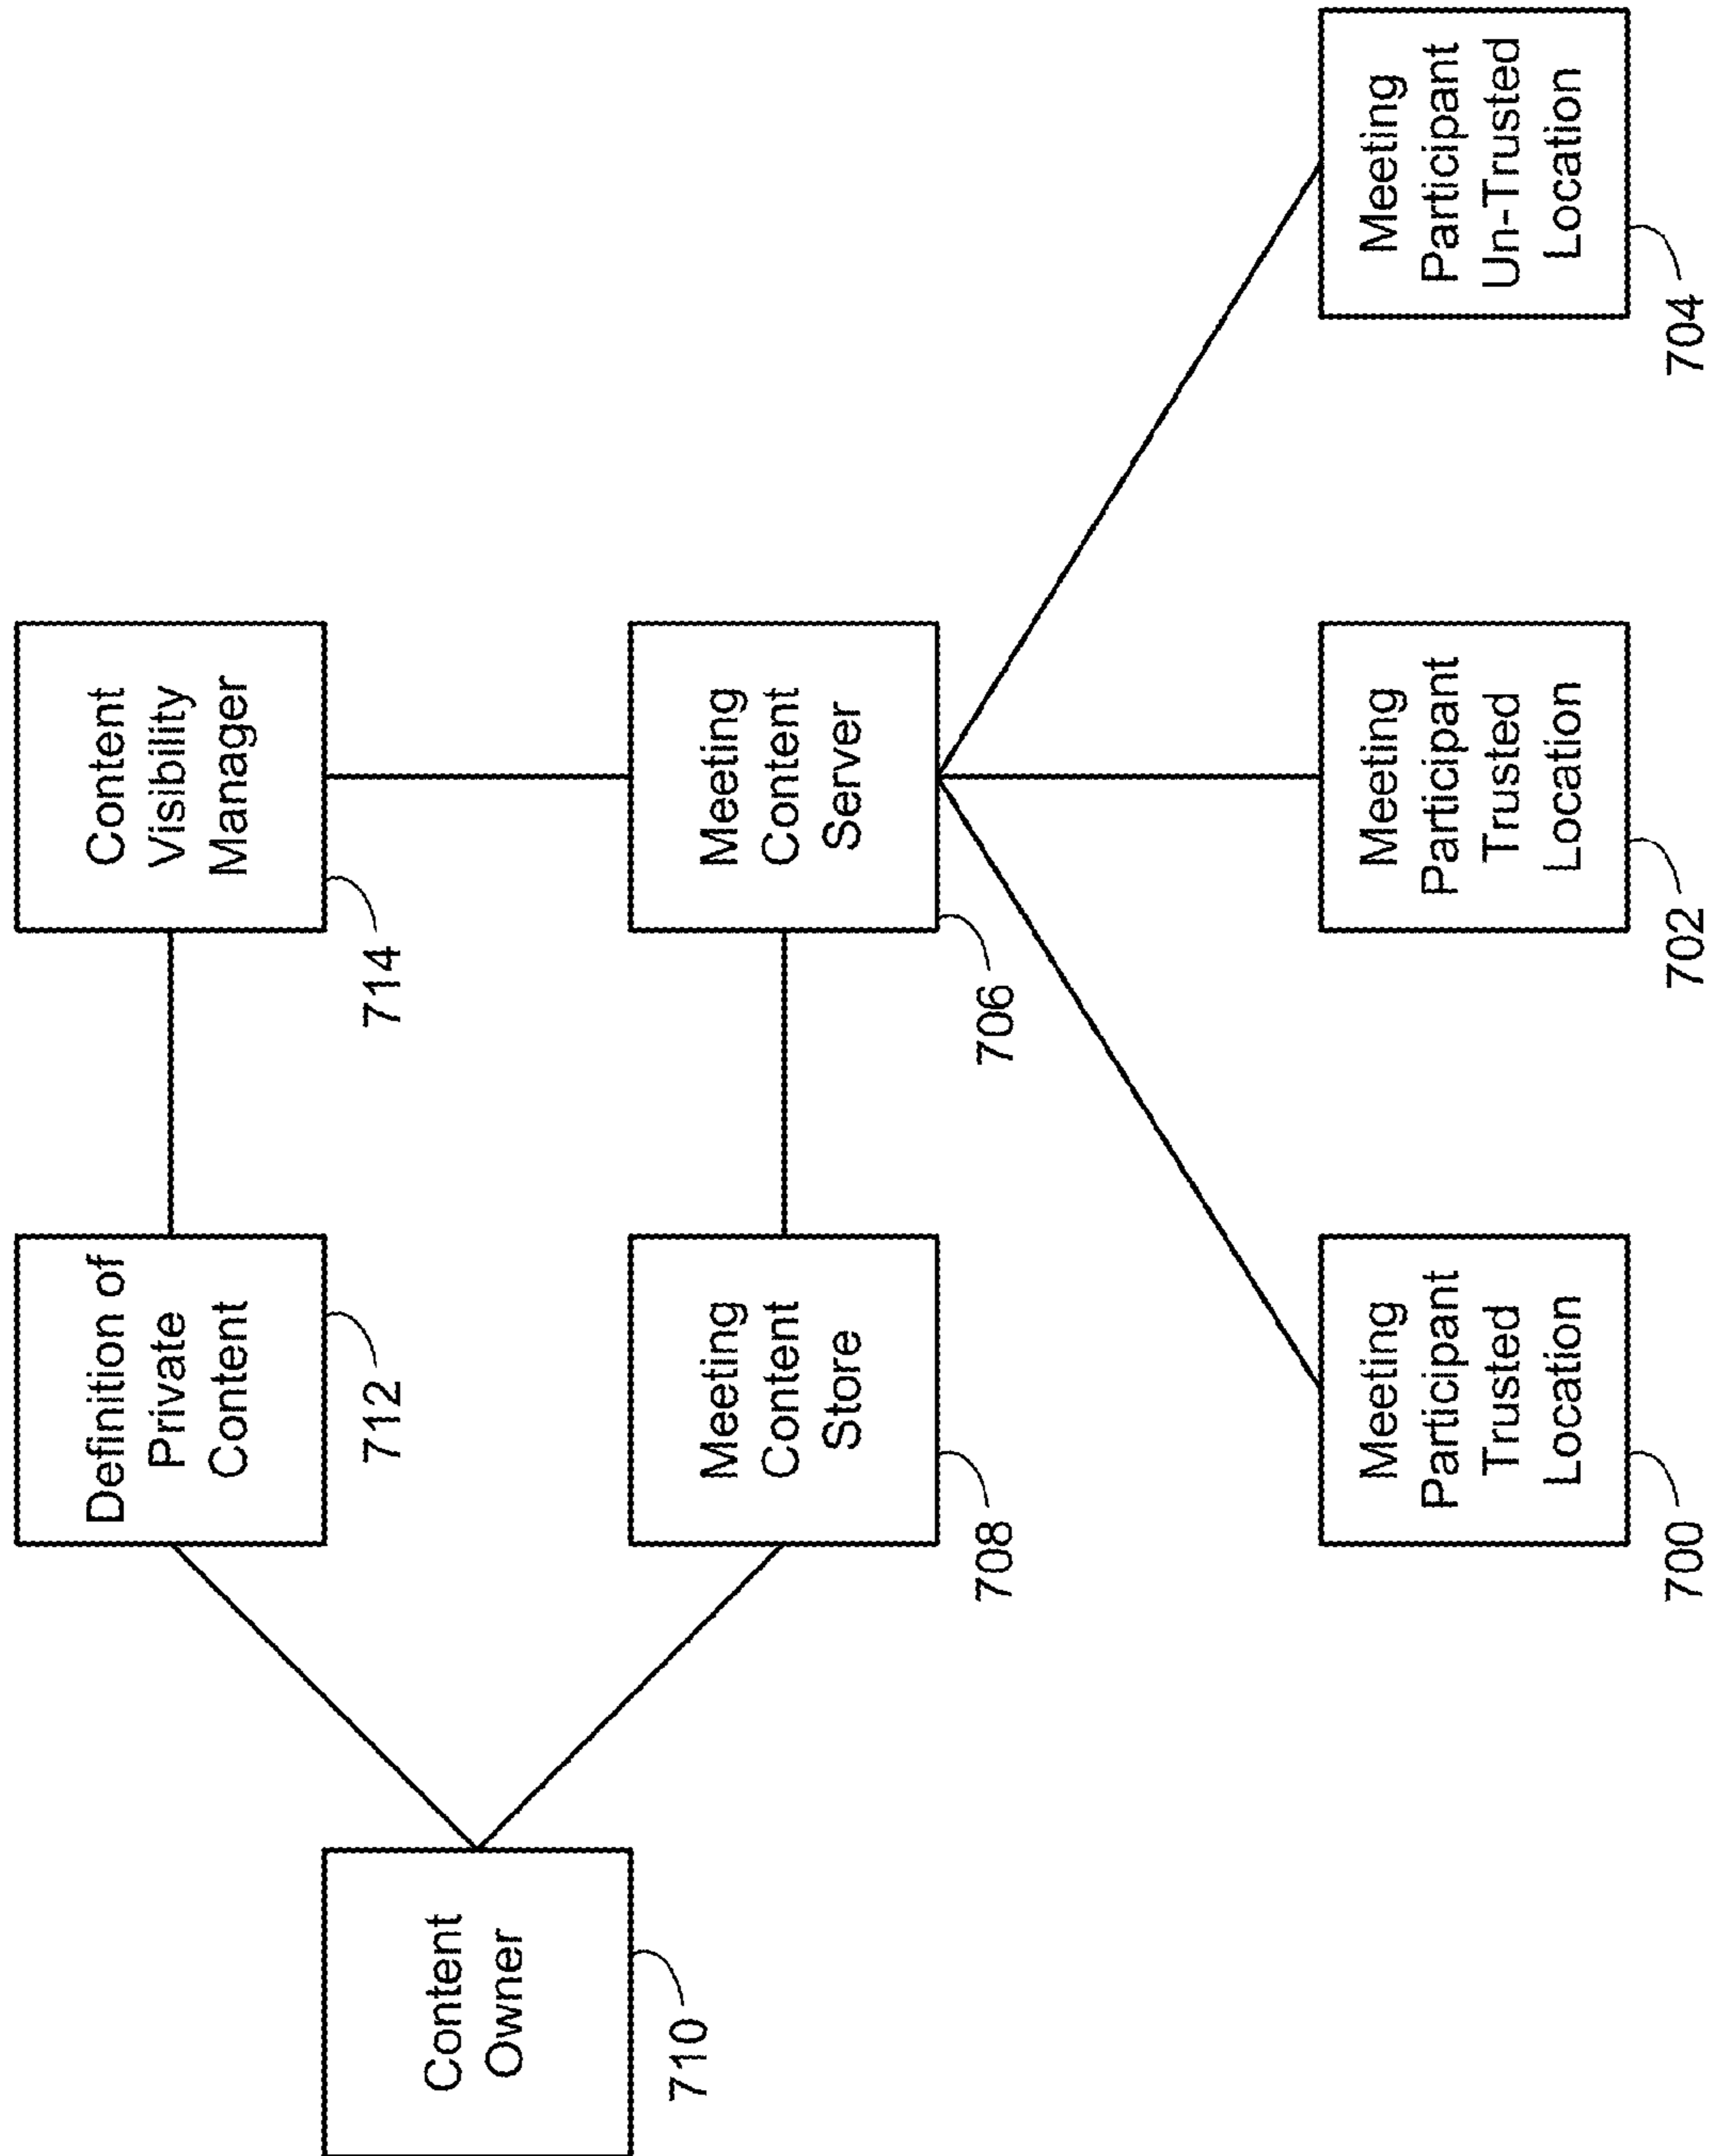 Content
Owner
710
Definition of
Private
Content
712
Content
Visibility
Manager
714
Meeting
Content
Store
708
Meeting
Content
Server
706
Meeting
Participant
Trusted
Location
700
Meeting
Participant
Trusted
Location
702
Meeting
Participant
Un-Trusted
Location
704